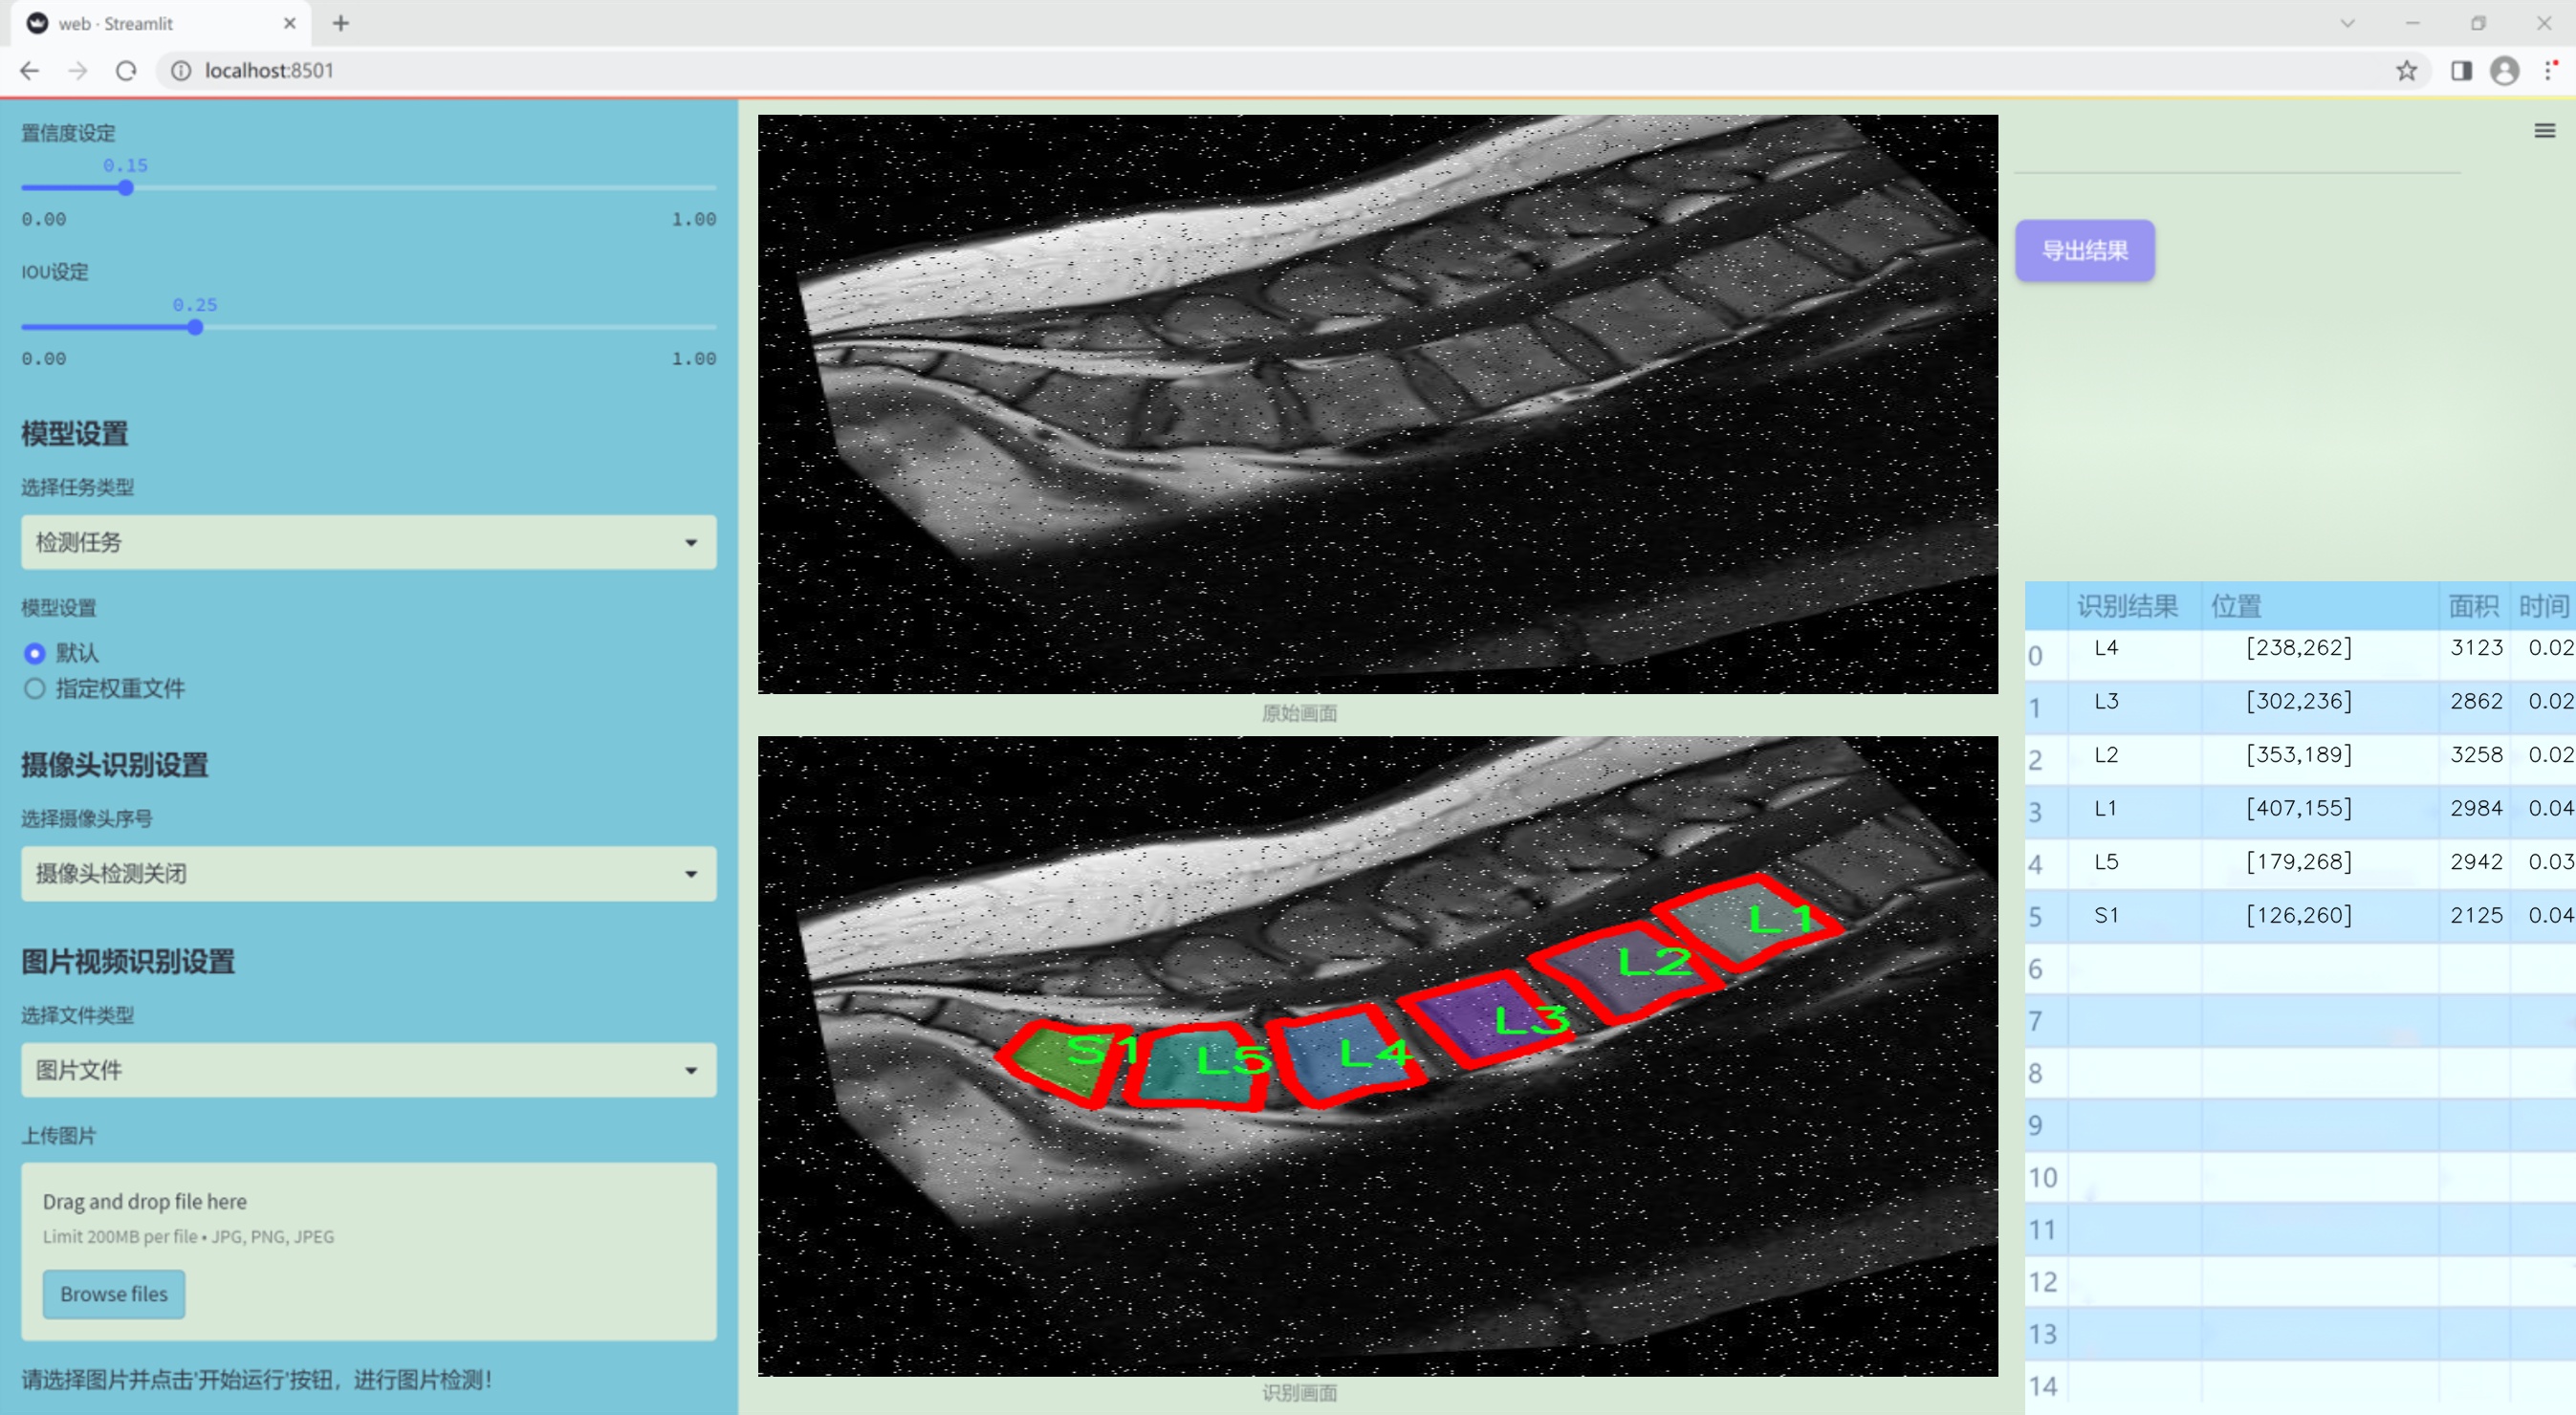 web · Streamlit
localhost:8501
置信度设定
0.15
0.00 1.00
IOU设定
0.25
0.00 1.00
模型设置
选择任务类型
检测任务
模型设置
默认
指定权重文件
摄像头识别设置
选择摄像头序号
摄像头检测关闭
图片视频识别设置
选择文件类型
图片文件
上传图片
Drag and drop file here
Limit 200MB per file • JPG, PNG, JPEG
Browse files
请选择图片并点击'开始运行'按钮，进行图片检测！
原始画面
L1
L2
L3
L4
L5
S1
识别画面
导出结果
识别结果 位置 面积 时间
0 L4 [238,262] 3123 0.02
1 L3 [302,236] 2862 0.02
2 L2 [353,189] 3258 0.02
3 L1 [407,155] 2984 0.04
4 L5 [179,268] 2942 0.03
5 S1 [126,260] 2125 0.04
6
7
8
9
10
11
12
13
14